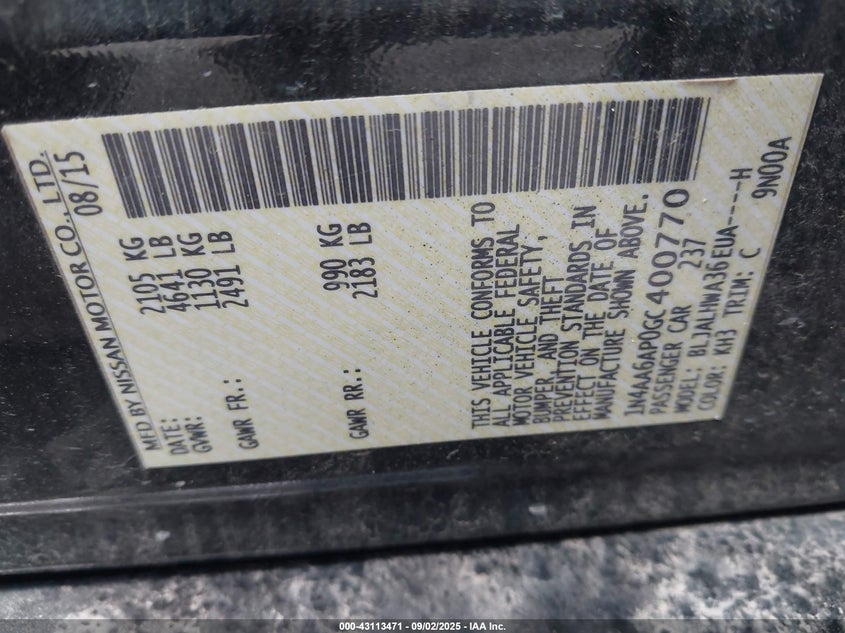 MFD BY NISSAN MOTOR CO., LTD.
DATE: 08/15
GVWR: 2105 KG
4641 LB
GAWR FR.: 1130 KG
2491 LB
GAWR RR.: 990 KG
2183 LB
THIS VEHICLE CONFORMS TO
ALL APPLICABLE FEDERAL
MOTOR VEHICLE SAFETY,
BUMPER, AND THEFT
PREVENTION STANDARDS IN
EFFECT ON THE DATE OF
MANUFACTURE SHOWN ABOVE.
1N4AA6AP0GC400770
PASSENGER CAR 237
MODEL: BLJALHWA36EUA----H
COLOR: KH3 TRIM: C 9N00A
000-43113471 - 09/02/2025 - IAA Inc.